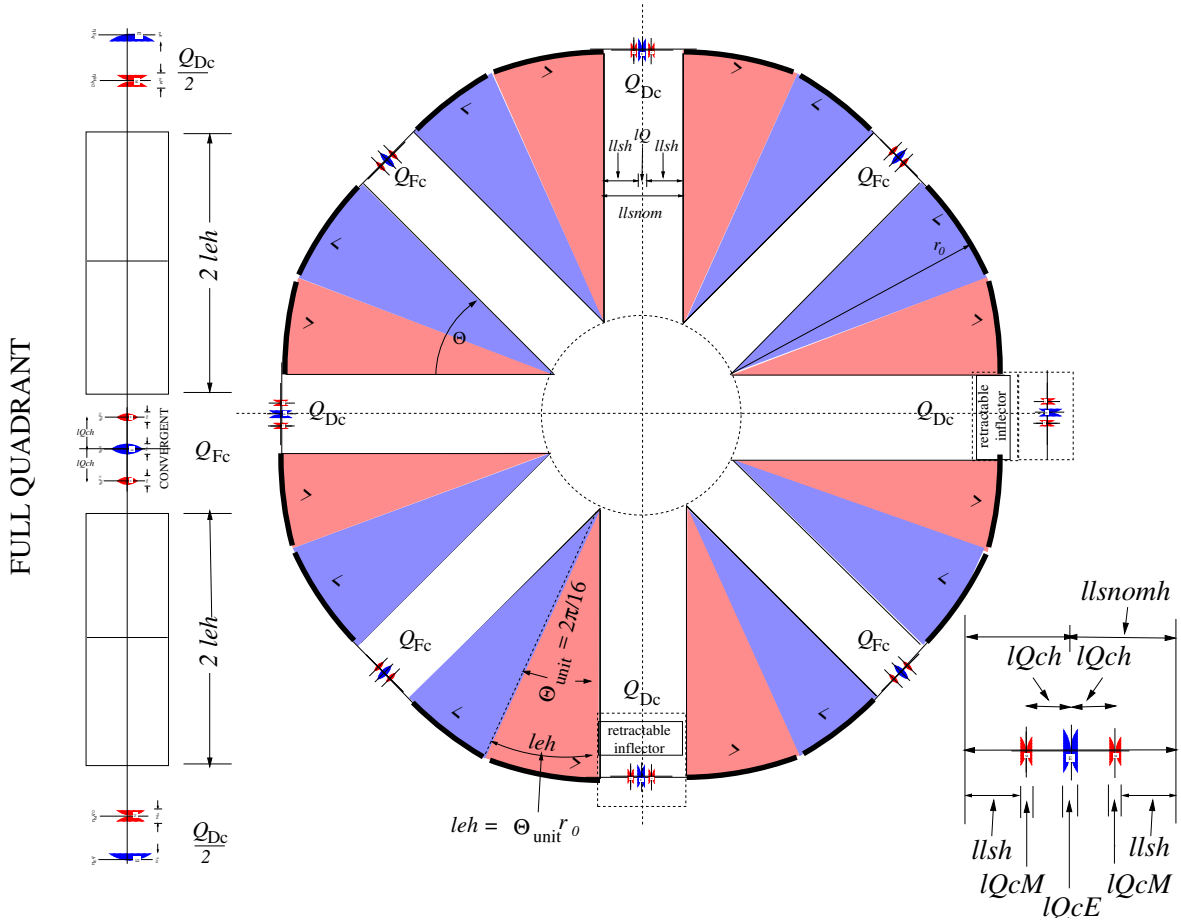 FULL QUADRANT
Q_Dc
2
2 leh
lQch
lQch
CONVERGENT
Q_Fc
2 leh
Q_Dc
2
Q_Dc
lQ
llsh
llsh
llsnom
Q_Fc
Q_Fc
r_0
Θ
Q_Dc
Q_Dc
retractable
inflector
Q_Fc
Q_Fc
Θ_unit = 2π/16
Q_Dc
retractable
inflector
leh
leh = Θ_unit r_0
llsnomh
lQch
lQch
llsh
llsh
lQcM
lQcM
lQcE